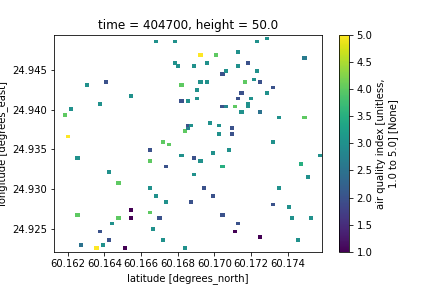 time = 404700, height = 50.0
24.945
24.940
24.935
24.930
24.925
longitude [degrees_east]
60.162 60.164 60.166 60.168 60.170 60.172 60.174
latitude [degrees_north]
5.0
4.5
4.0
3.5
3.0
2.5
2.0
1.5
1.0
air quality index [unitless,
1.0 to 5.0] [None]